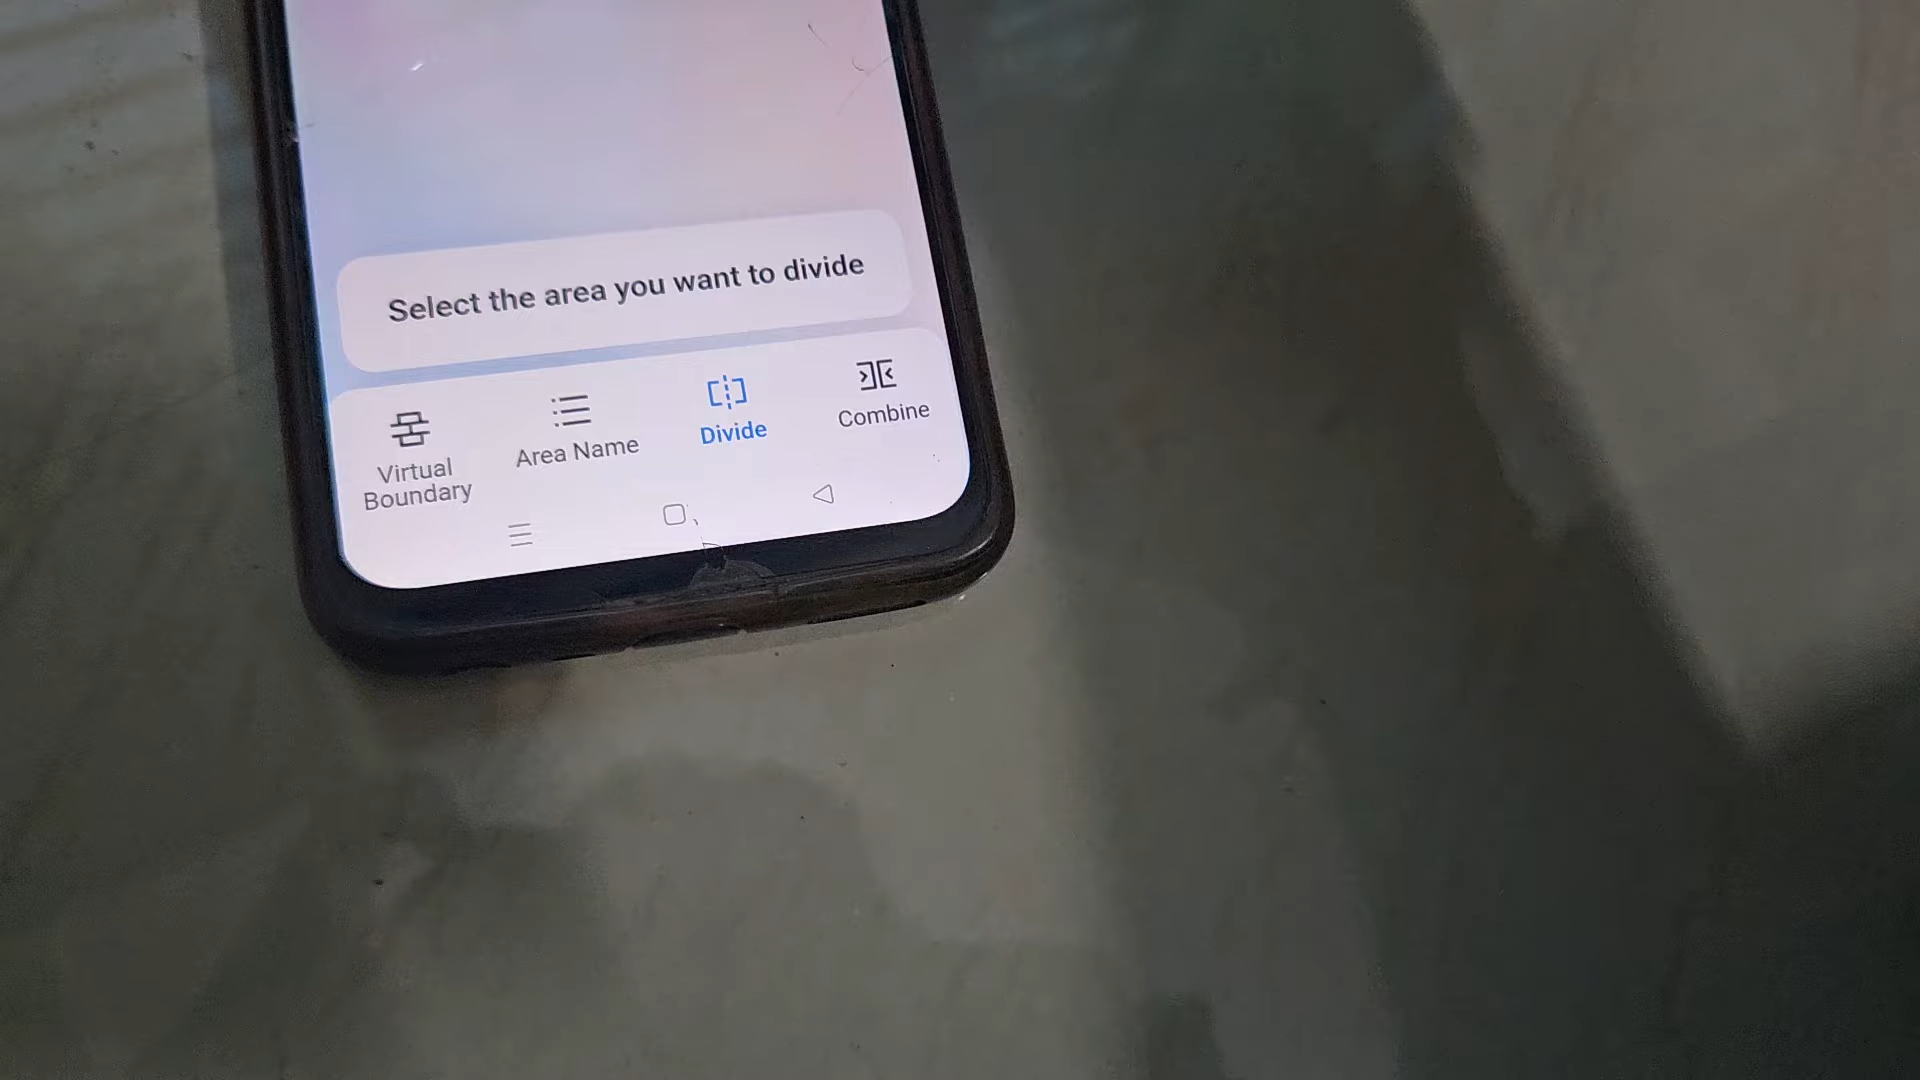 Select the area you want to divide
Virtual
Boundary
Area Name
Divide
Combine